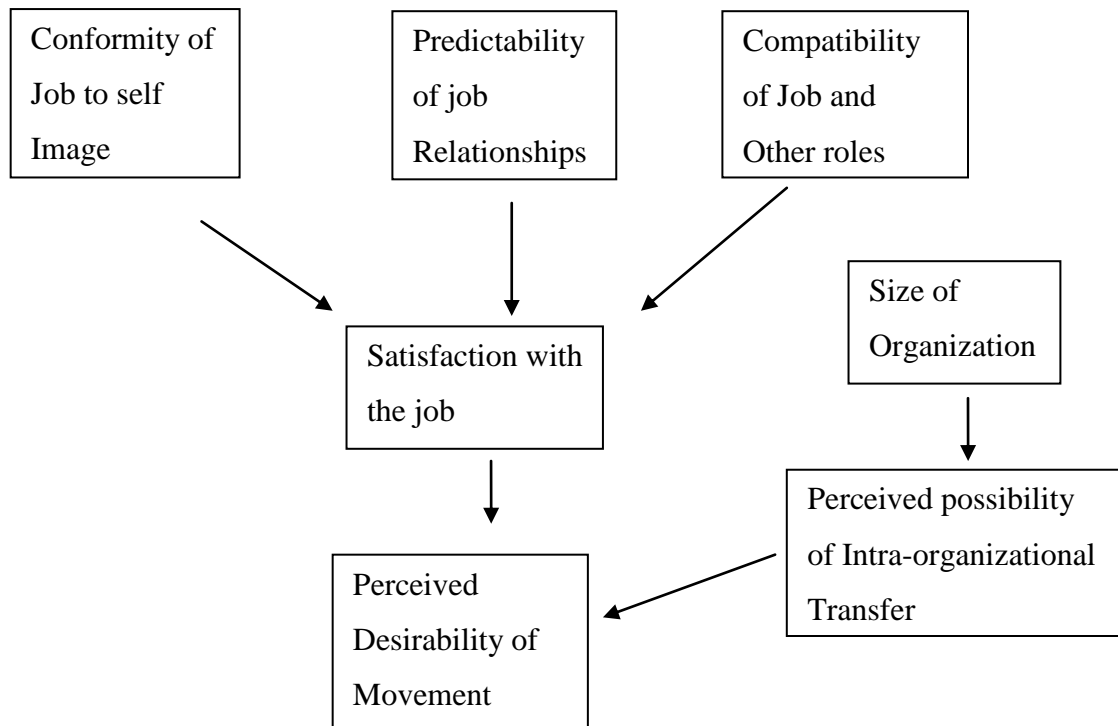 Conformity of
Job to self
Image
Predictability
of job
Relationships
Compatibility
of Job and
Other roles
Size of
Organization
Satisfaction with
the job
Perceived possibility
of Intra-organizational
Transfer
Perceived
Desirability of
Movement